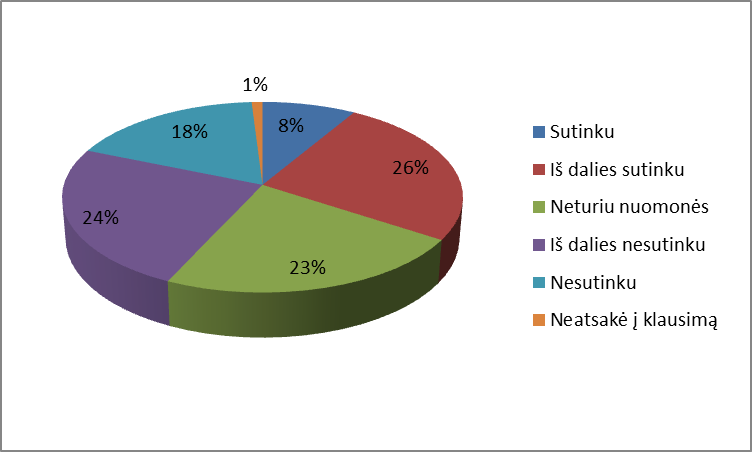 1%
8%
18%
26%
24%
23%
Sutinku
Iš dalies sutinku
Neturiu nuomonės
Iš dalies nesutinku
Nesutinku
Neatsakė į klausimą